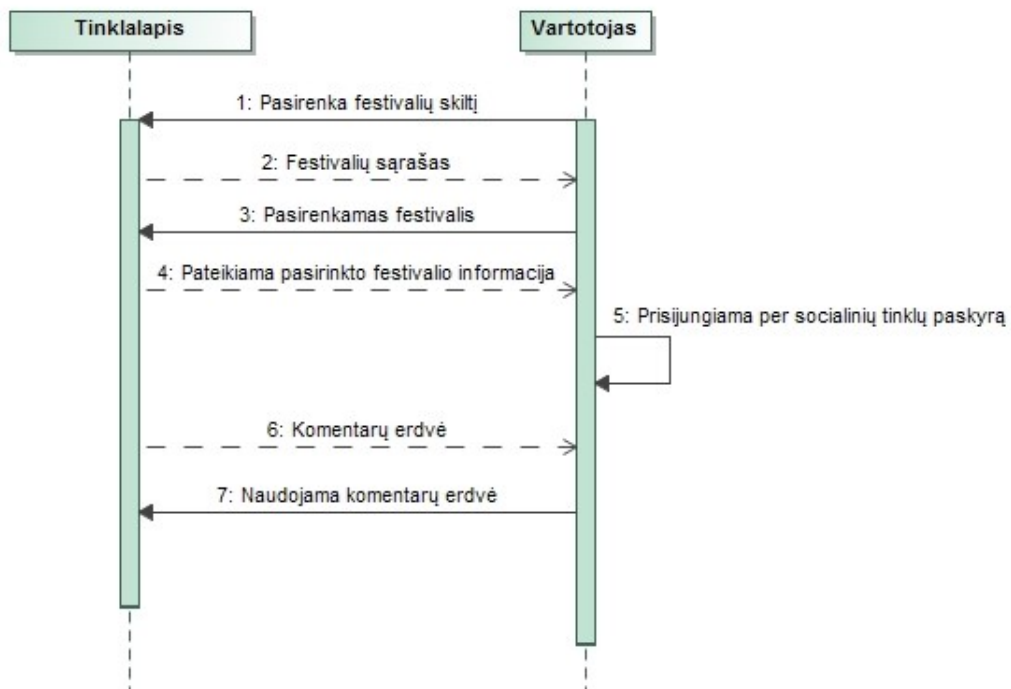 Tinklalapis
Vartotojas
1: Pasirenka festivalių skiltį
2: Festivalių sąrašas
3: Pasirenkamas festivalis
4: Pateikiama pasirinkto festivalio informacija
5: Prisijungiama per socialinių tinklų paskyrą
6: Komentarų erdvė
7: Naudojama komentarų erdvė